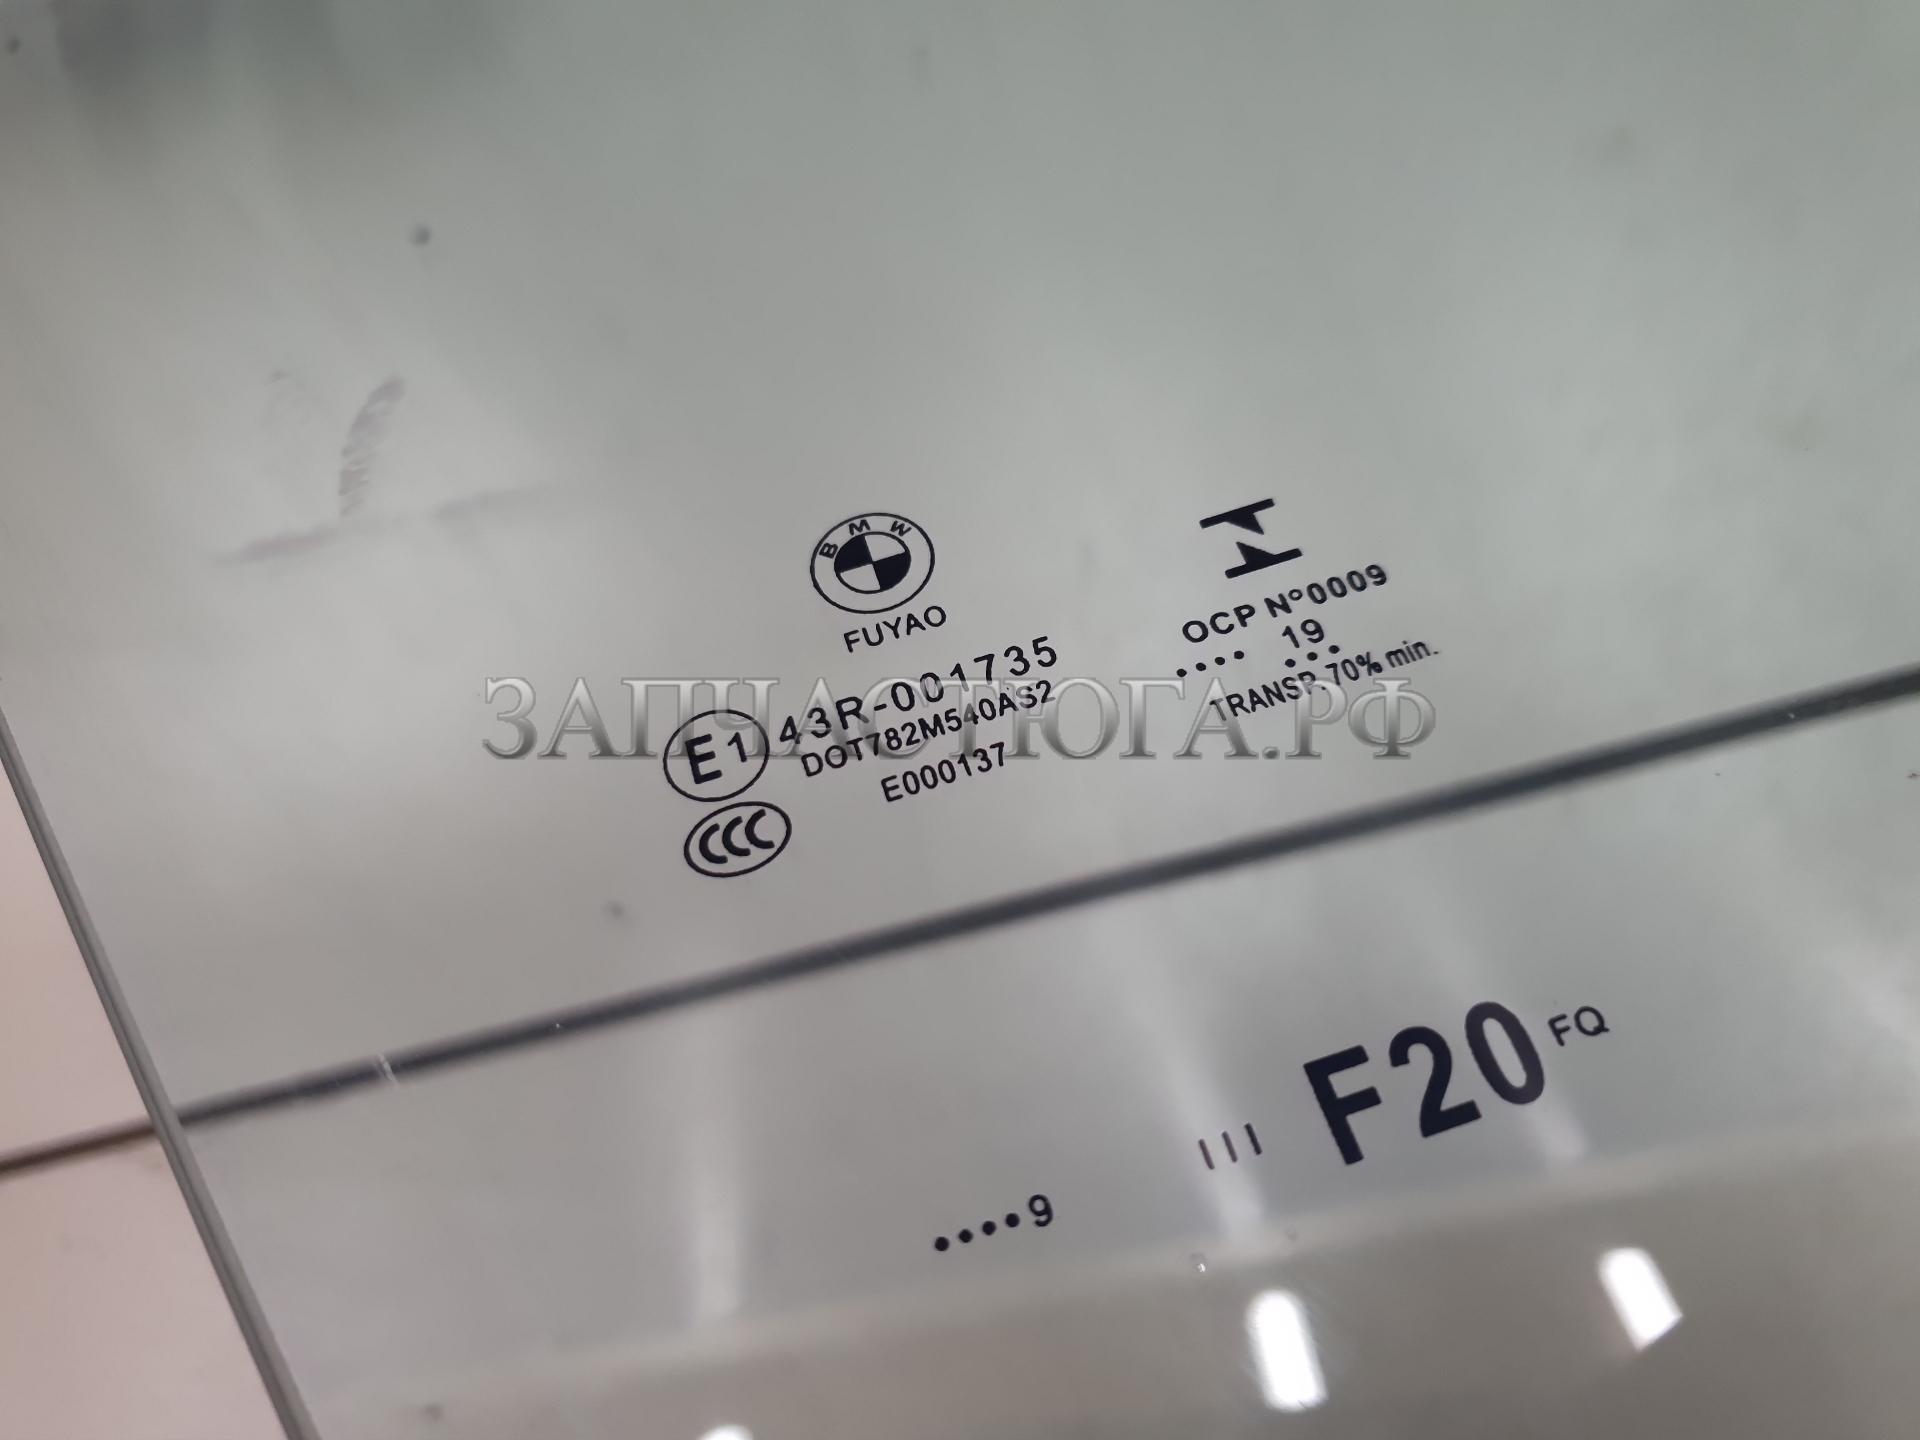 BMW
FUYAO
E1 43R-001735
DOT782M540AS2
E000137
CCC
OCP N°0009
.... 19 ...
TRANSP.70% min.
ЗАПЧАСТЮГА.РФ
III F20 FQ
....9